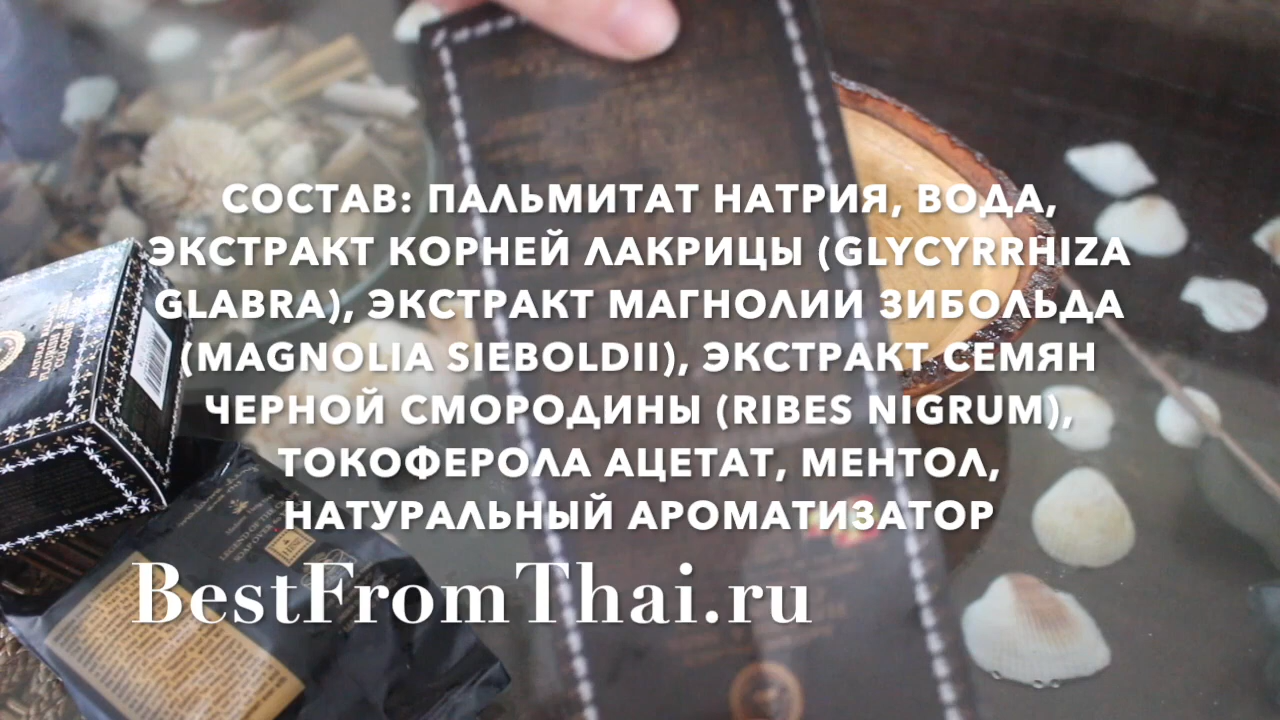 СОСТАВ: ПАЛЬМИТАТ НАТРИЯ, ВОДА,
ЭКСТРАКТ КОРНЕЙ ЛАКРИЦЫ (GLYCYRRHIZA
GLABRA), ЭКСТРАКТ МАГНОЛИИ ЗИБОЛЬДА
(MAGNOLIA SIEBOLDII), ЭКСТРАКТ СЕМЯН
ЧЕРНОЙ СМОРОДИНЫ (RIBES NIGRUM),
ТОКОФЕРОЛА АЦЕТАТ, МЕНТОЛ,
НАТУРАЛЬНЫЙ АРОМАТИЗАТОР
BestFromThai.ru